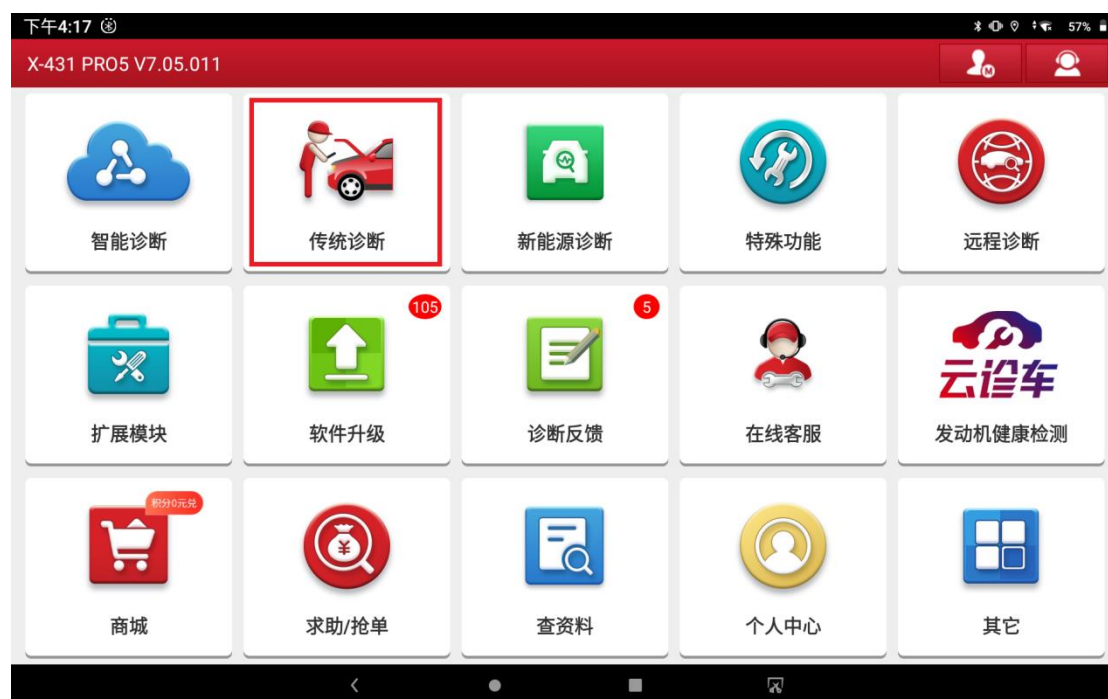 下午4:17
57%
X-431 PRO5 V7.05.011
M
智能诊断
传统诊断
新能源诊断
特殊功能
远程诊断
105
5
云诊车
扩展模块
软件升级
诊断反馈
在线客服
发动机健康检测
积分0元兑
¥
商城
求助/抢单
查资料
个人中心
其它